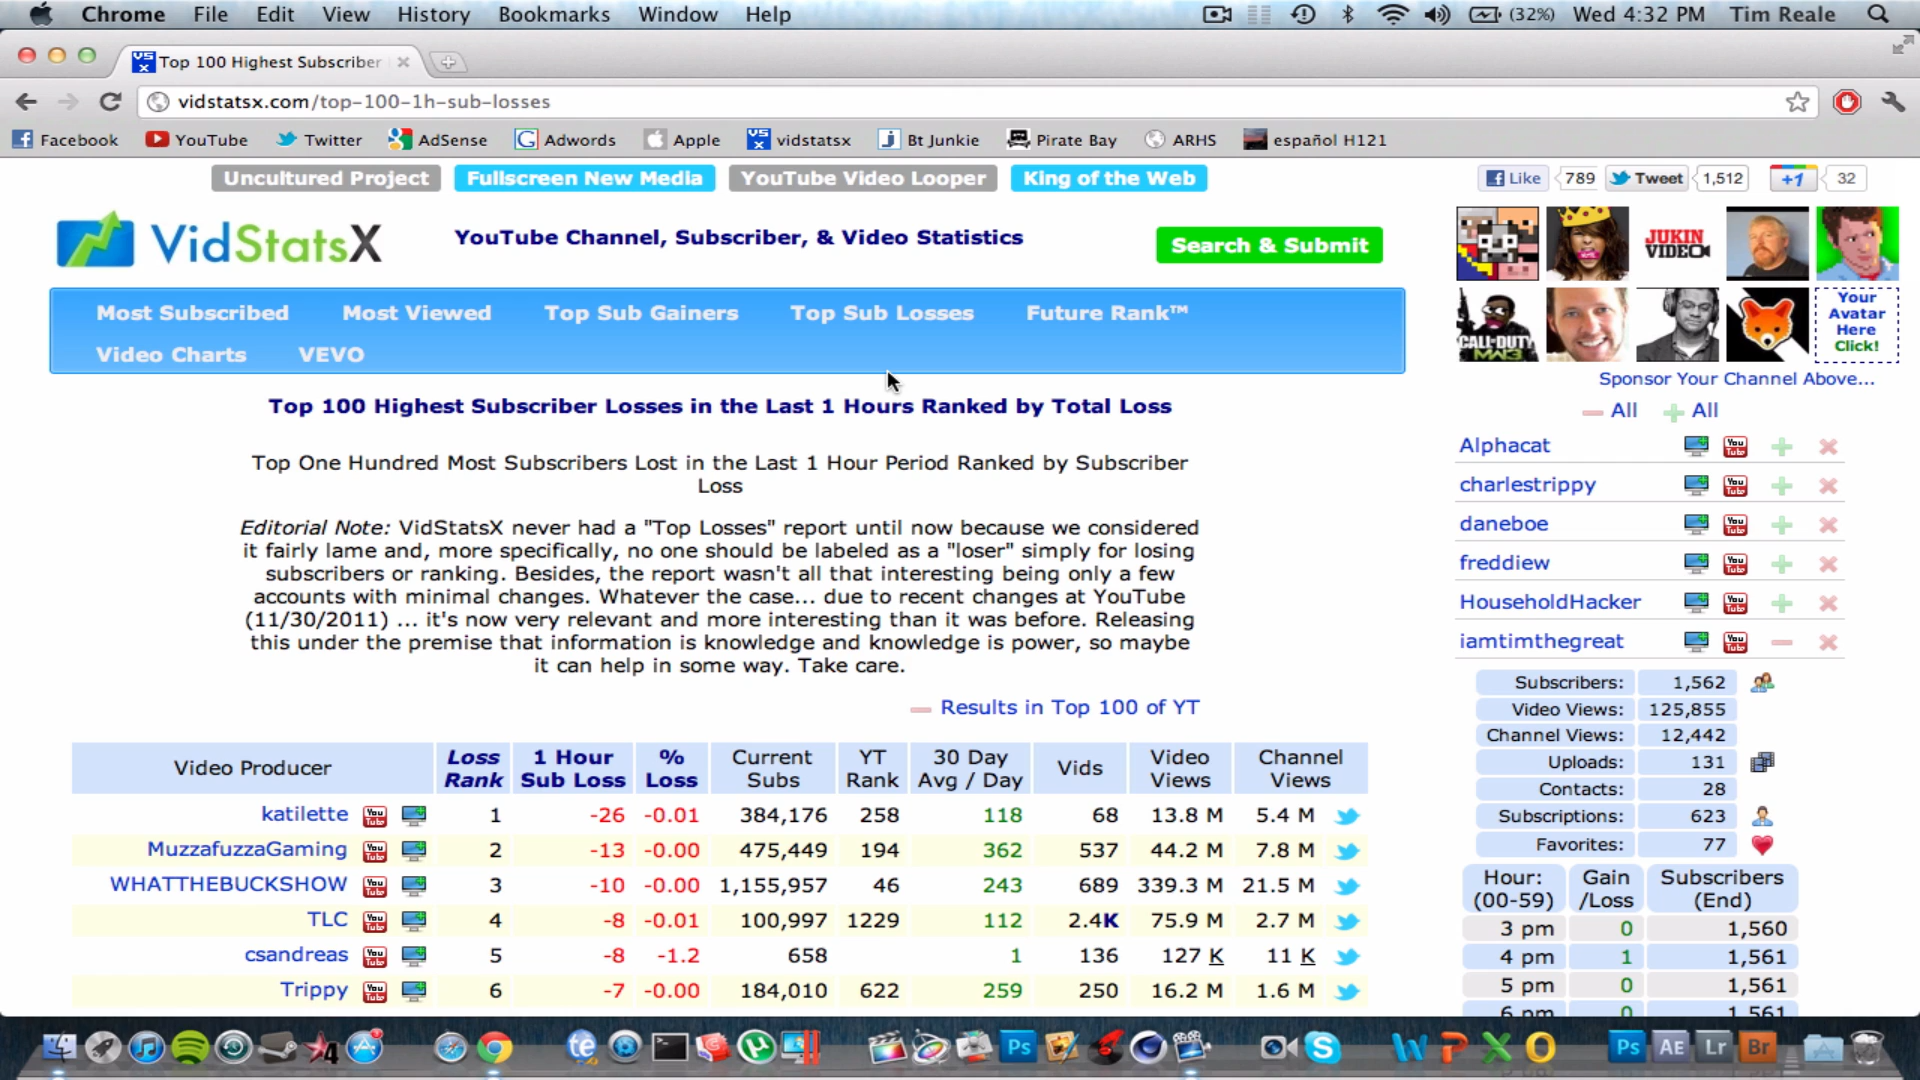 Chrome File Edit View History Bookmarks Window Help (32%) Wed 4:32 PM Tim Reale
Top 100 Highest Subscriber
vidstatsx.com/top-100-1h-sub-losses
Facebook YouTube Twitter AdSense Adwords Apple vidstatsx Bt Junkie Pirate Bay ARHS español H121
Uncultured Project Fullscreen New Media YouTube Video Looper King of the Web
Like 789 Tweet 1,512 +1 32
VidStatsX
YouTube Channel, Subscriber, & Video Statistics
Search & Submit
JUKIN VIDEO
CALL-DUTY
MW3
Your
Avatar
Here
Click!
Most Subscribed Most Viewed Top Sub Gainers Top Sub Losses Future Rank™
Video Charts VEVO
Sponsor Your Channel Above...
All All
Top 100 Highest Subscriber Losses in the Last 1 Hours Ranked by Total Loss
Top One Hundred Most Subscribers Lost in the Last 1 Hour Period Ranked by Subscriber
Loss
Editorial Note: VidStatsX never had a "Top Losses" report until now because we considered
it fairly lame and, more specifically, no one should be labeled as a "loser" simply for losing
subscribers or ranking. Besides, the report wasn't all that interesting being only a few
accounts with minimal changes. Whatever the case... due to recent changes at YouTube
(11/30/2011) ... it's now very relevant and more interesting than it was before. Releasing
this under the premise that information is knowledge and knowledge is power, so maybe
it can help in some way. Take care.
Results in Top 100 of YT
Video Producer Loss Rank 1 Hour Sub Loss % Loss Current Subs YT Rank 30 Day Avg / Day Vids Video Views Channel Views
katilette 1 -26 -0.01 384,176 258 118 68 13.8 M 5.4 M
MuzzafuzzaGaming 2 -13 -0.00 475,449 194 362 537 44.2 M 7.8 M
WHATTHEBUCKSHOW 3 -10 -0.00 1,155,957 46 243 689 339.3 M 21.5 M
TLC 4 -8 -0.01 100,997 1229 112 2.4K 75.9 M 2.7 M
csandreas 5 -8 -1.2 658 1 136 127 K 11 K
Trippy 6 -7 -0.00 184,010 622 259 250 16.2 M 1.6 M
Alphacat
charlestrippy
daneboe
freddiew
HouseholdHacker
iamtimthegreat
Subscribers: 1,562
Video Views: 125,855
Channel Views: 12,442
Uploads: 131
Contacts: 28
Subscriptions: 623
Favorites: 77
Hour: (00-59) Gain /Loss Subscribers (End)
3 pm 0 1,560
4 pm 1 1,561
5 pm 0 1,561
6 pm 0 1,561
Ps W P X O Ps AE Lr Br